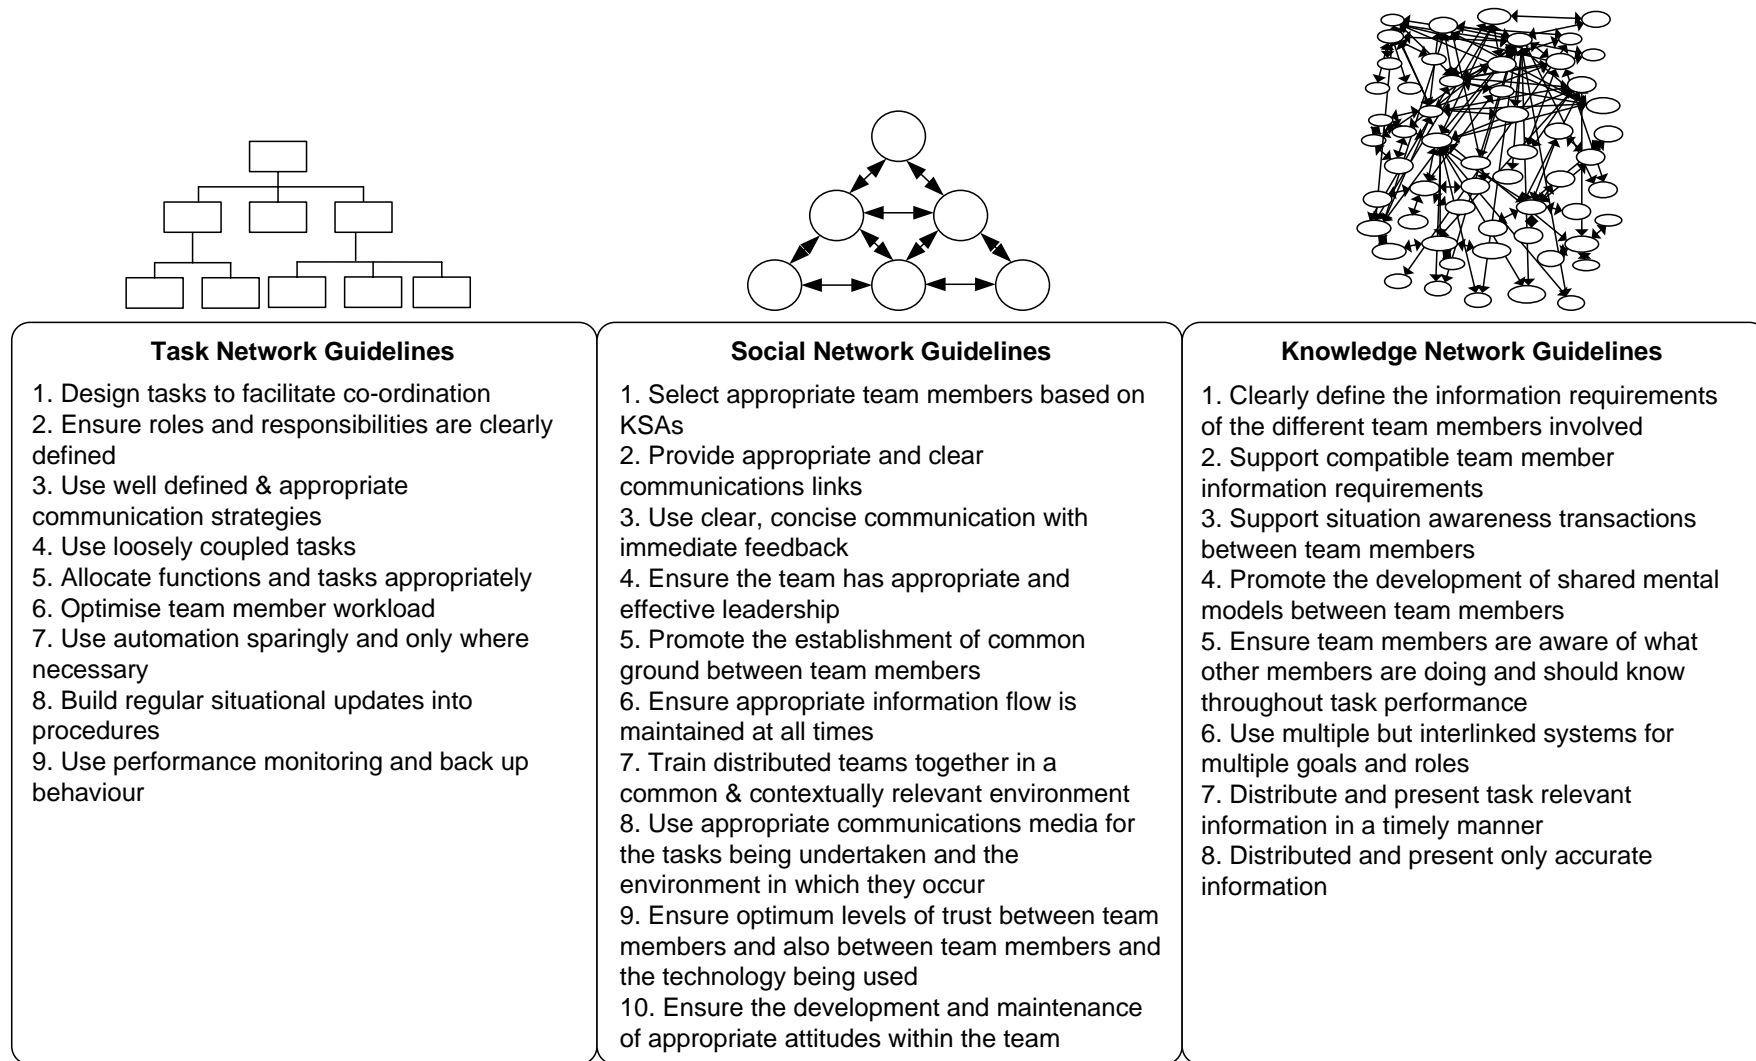 Task Network Guidelines
1. Design tasks to facilitate co-ordination
2. Ensure roles and responsibilities are clearly
defined
3. Use well defined & appropriate
communication strategies
4. Use loosely coupled tasks
5. Allocate functions and tasks appropriately
6. Optimise team member workload
7. Use automation sparingly and only where
necessary
8. Build regular situational updates into
procedures
9. Use performance monitoring and back up
behaviour
Social Network Guidelines
1. Select appropriate team members based on
KSAs
2. Provide appropriate and clear
communications links
3. Use clear, concise communication with
immediate feedback
4. Ensure the team has appropriate and
effective leadership
5. Promote the establishment of common
ground between team members
6. Ensure appropriate information flow is
maintained at all times
7. Train distributed teams together in a
common & contextually relevant environment
8. Use appropriate communications media for
the tasks being undertaken and the
environment in which they occur
9. Ensure optimum levels of trust between team
members and also between team members and
the technology being used
10. Ensure the development and maintenance
of appropriate attitudes within the team
Knowledge Network Guidelines
1. Clearly define the information requirements
of the different team members involved
2. Support compatible team member
information requirements
3. Support situation awareness transactions
between team members
4. Promote the development of shared mental
models between team members
5. Ensure team members are aware of what
other members are doing and should know
throughout task performance
6. Use multiple but interlinked systems for
multiple goals and roles
7. Distribute and present task relevant
information in a timely manner
8. Distributed and present only accurate
information